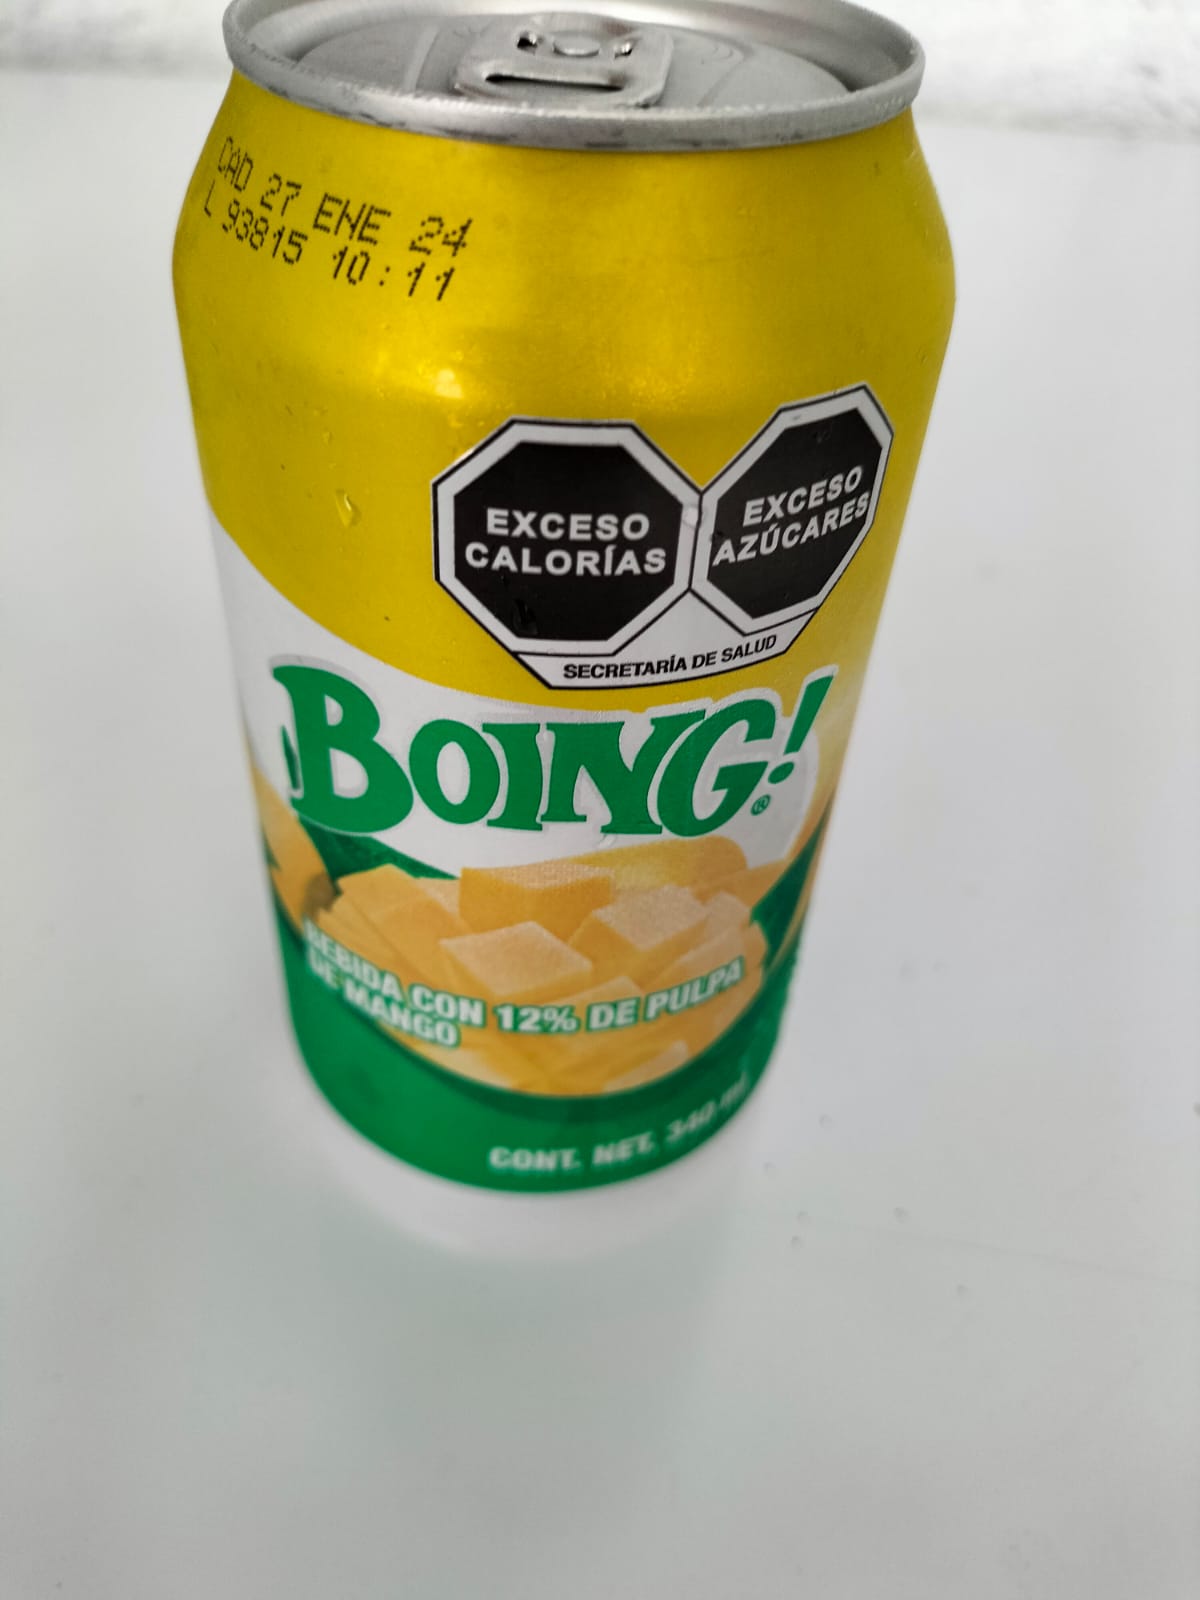 CAD 27 ENE 24
L 93815 10:11
EXCESO
CALORÍAS
EXCESO
AZÚCARES
SECRETARÍA DE SALUD
BOING!®
BEBIDA CON 12% DE PULPA
DE MANGO
CONT. NET. 340 ml